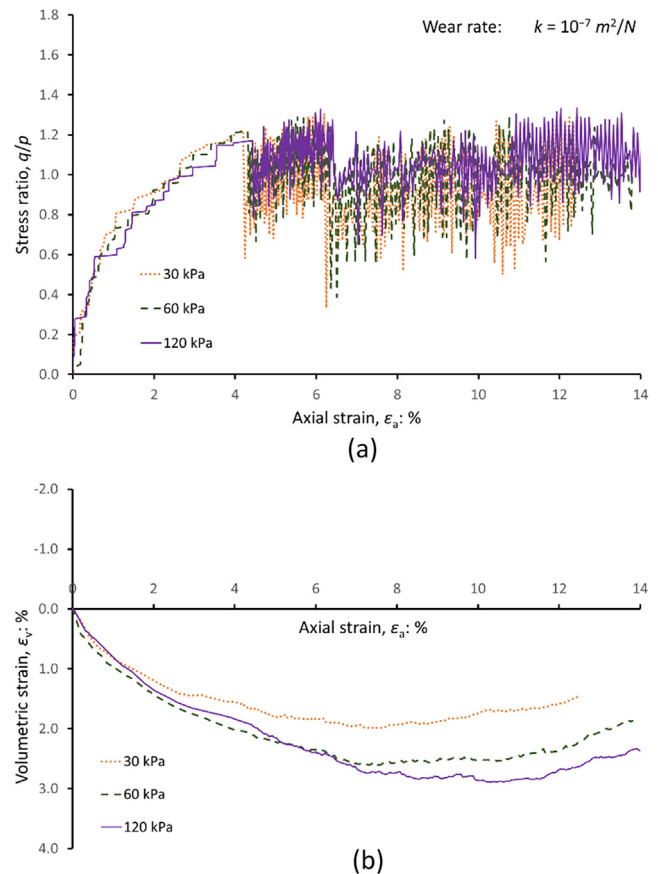 Wear rate: k = 10⁻⁷ m²/N
1.8
1.6
1.4
1.2
1.0
0.8
0.6
0.4
0.2
0.0
Stress ratio, q/p
30 kPa
60 kPa
120 kPa
0 2 4 6 8 10 12 14
Axial strain, εa: %
(a)
-2.0
-1.0
0.0
1.0
2.0
3.0
4.0
Volumetric strain, εv: %
0 2 4 6 8 10 12 14
Axial strain, εa: %
30 kPa
60 kPa
120 kPa
(b)